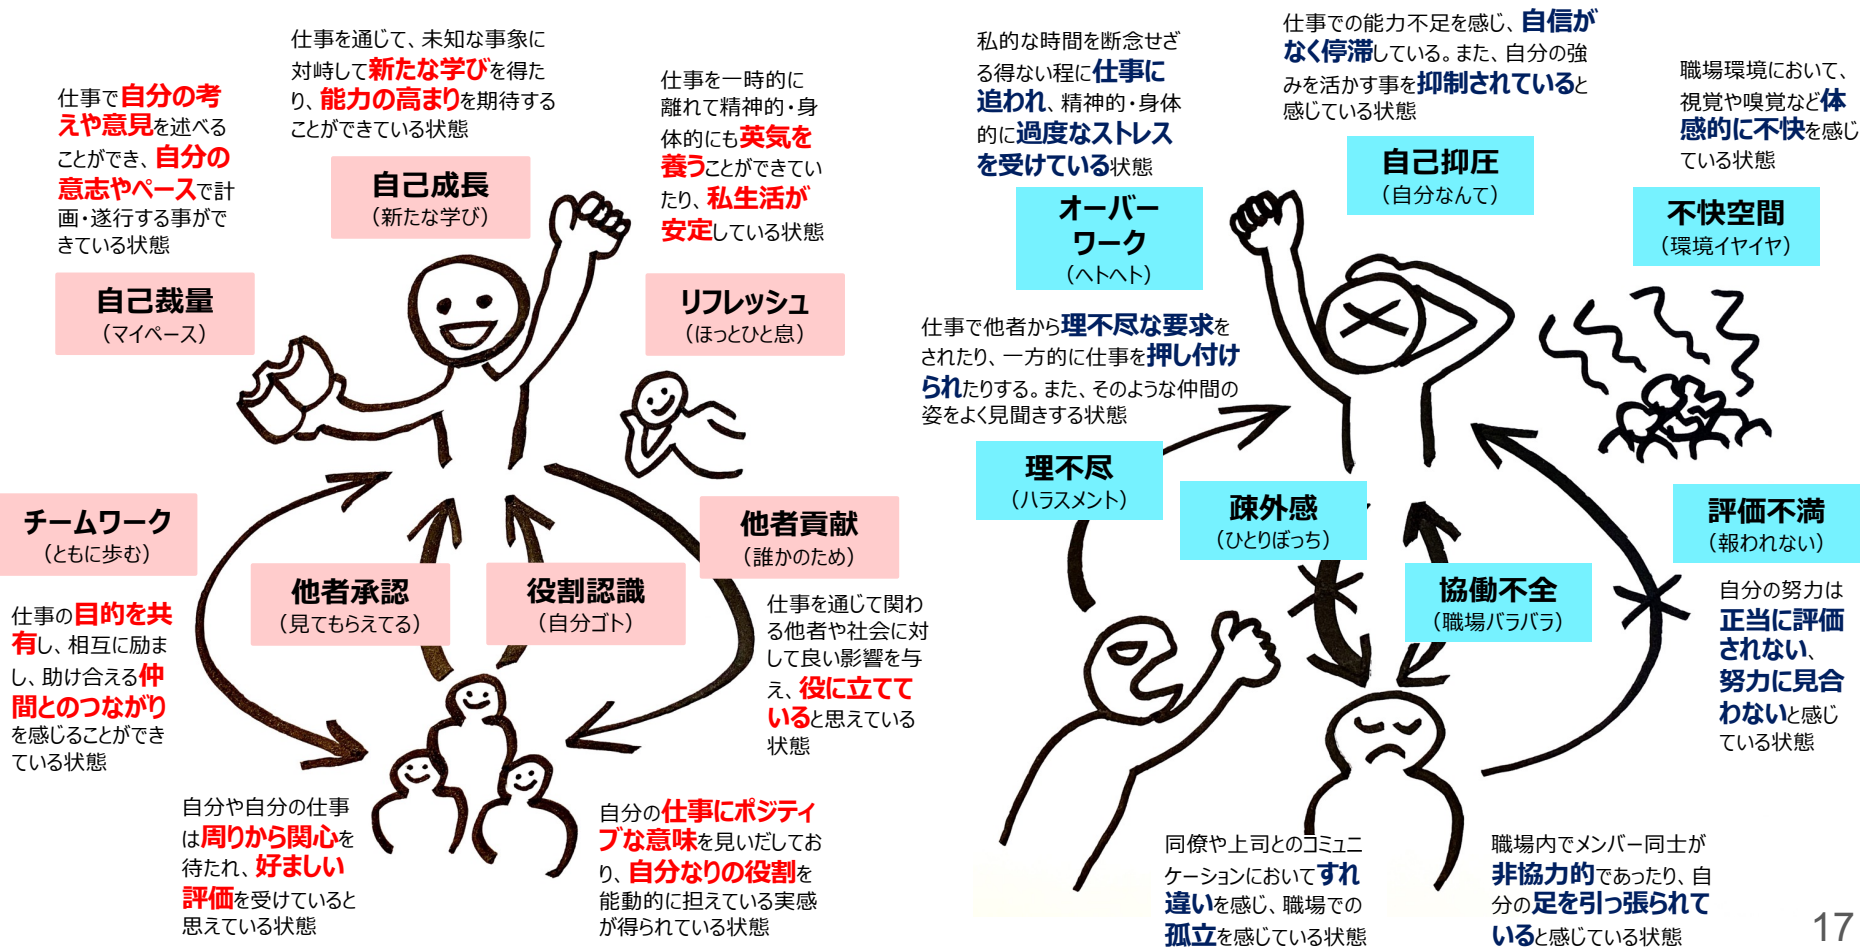 仕事で自分の考
えや意見を述べる
ことができ、自分の
意志やペースで計
画・遂行する事がで
きている状態
自己裁量
（マイペース）
仕事を通じて、未知な事象に
対峙して新たな学びを得た
り、能力の高まりを期待する
ことができている状態
自己成長
（新たな学び）
仕事を一時的に
離れて精神的・身
体的にも英気を
養うことができてい
たり、私生活が
安定している状態
リフレッシュ
（ほっとひと息）
チームワーク
（ともに歩む）
仕事の目的を共
有し、相互に励ま
し、助け合える仲
間とのつながり
を感じることができ
ている状態
他者承認
（見てもらえてる）
自分や自分の仕事
は周りから関心を
待たれ、好ましい
評価を受けていると
思えている状態
役割認識
（自分ゴト）
自分の仕事にポジティ
ブな意味を見いだしてお
り、自分なりの役割を
能動的に担えている実感
が得られている状態
他者貢献
（誰かのため）
仕事を通じて関わ
る他者や社会に対
して良い影響を与
え、役に立てて
いると思えている
状態
私的な時間を断念せざ
る得ない程に仕事に
追われ、精神的・身体
的に過度なストレス
を受けている状態
オーバー
ワーク
（ヘトヘト）
仕事での能力不足を感じ、自信が
なく停滞している。また、自分の強
みを活かす事を抑制されていると
感じている状態
自己抑圧
（自分なんて）
職場環境において、
視覚や嗅覚など体
感的に不快を感じ
ている状態
不快空間
（環境イヤイヤ）
仕事で他者から理不尽な要求を
されたり、一方的に仕事を押し付け
られたりする。また、そのような仲間の
姿をよく見聞きする状態
理不尽
（ハラスメント）
疎外感
（ひとりぼっち）
同僚や上司とのコミュニ
ケーションにおいてすれ
違いを感じ、職場での
孤立を感じている状態
協働不全
（職場バラバラ）
職場内でメンバー同士が
非協力的であったり、自
分の足を引っ張られて
いると感じている状態
評価不満
（報われない）
自分の努力は
正当に評価
されない、
努力に見合
わないと感じ
ている状態
17